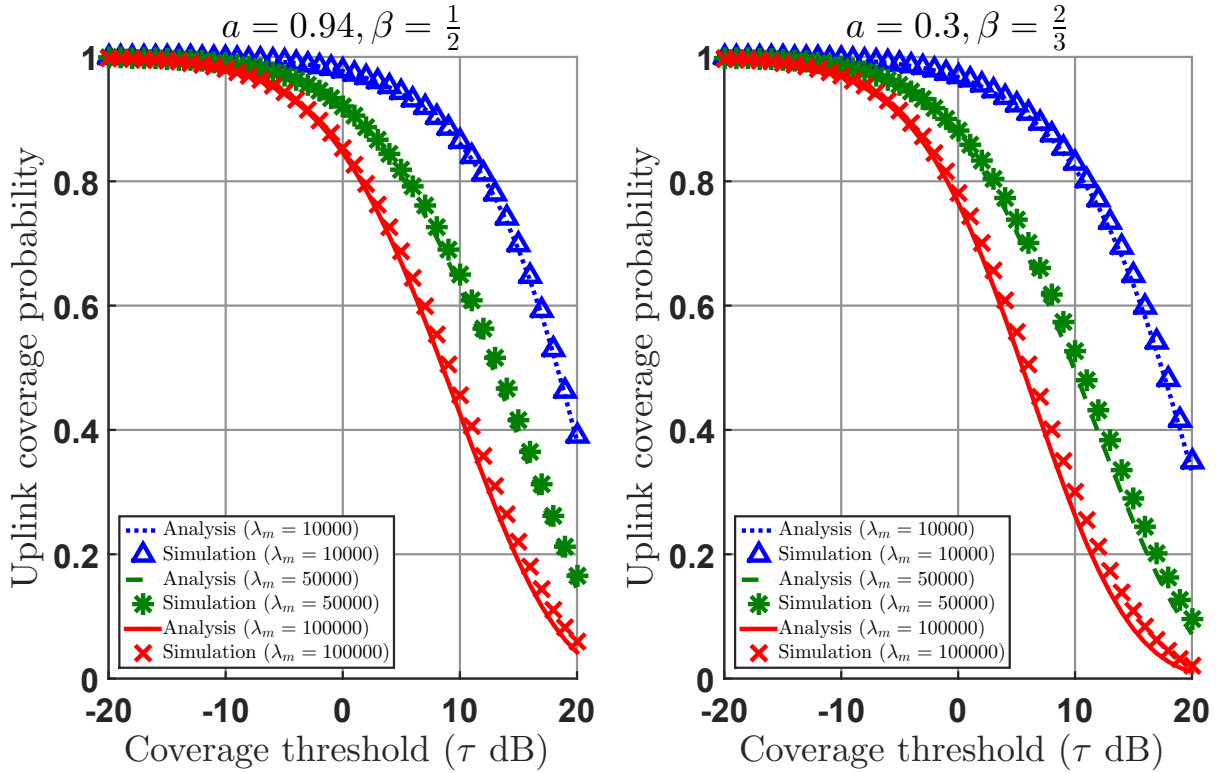 a = 0.94, β = 1/2
Uplink coverage probability
1
0.8
0.6
0.4
0.2
0
-20 -10 0 10 20
Coverage threshold (τ dB)
Analysis (λ_m = 10000)
Simulation (λ_m = 10000)
Analysis (λ_m = 50000)
Simulation (λ_m = 50000)
Analysis (λ_m = 100000)
Simulation (λ_m = 100000)
a = 0.3, β = 2/3
Uplink coverage probability
1
0.8
0.6
0.4
0.2
0
-20 -10 0 10 20
Coverage threshold (τ dB)
Analysis (λ_m = 10000)
Simulation (λ_m = 10000)
Analysis (λ_m = 50000)
Simulation (λ_m = 50000)
Analysis (λ_m = 100000)
Simulation (λ_m = 100000)